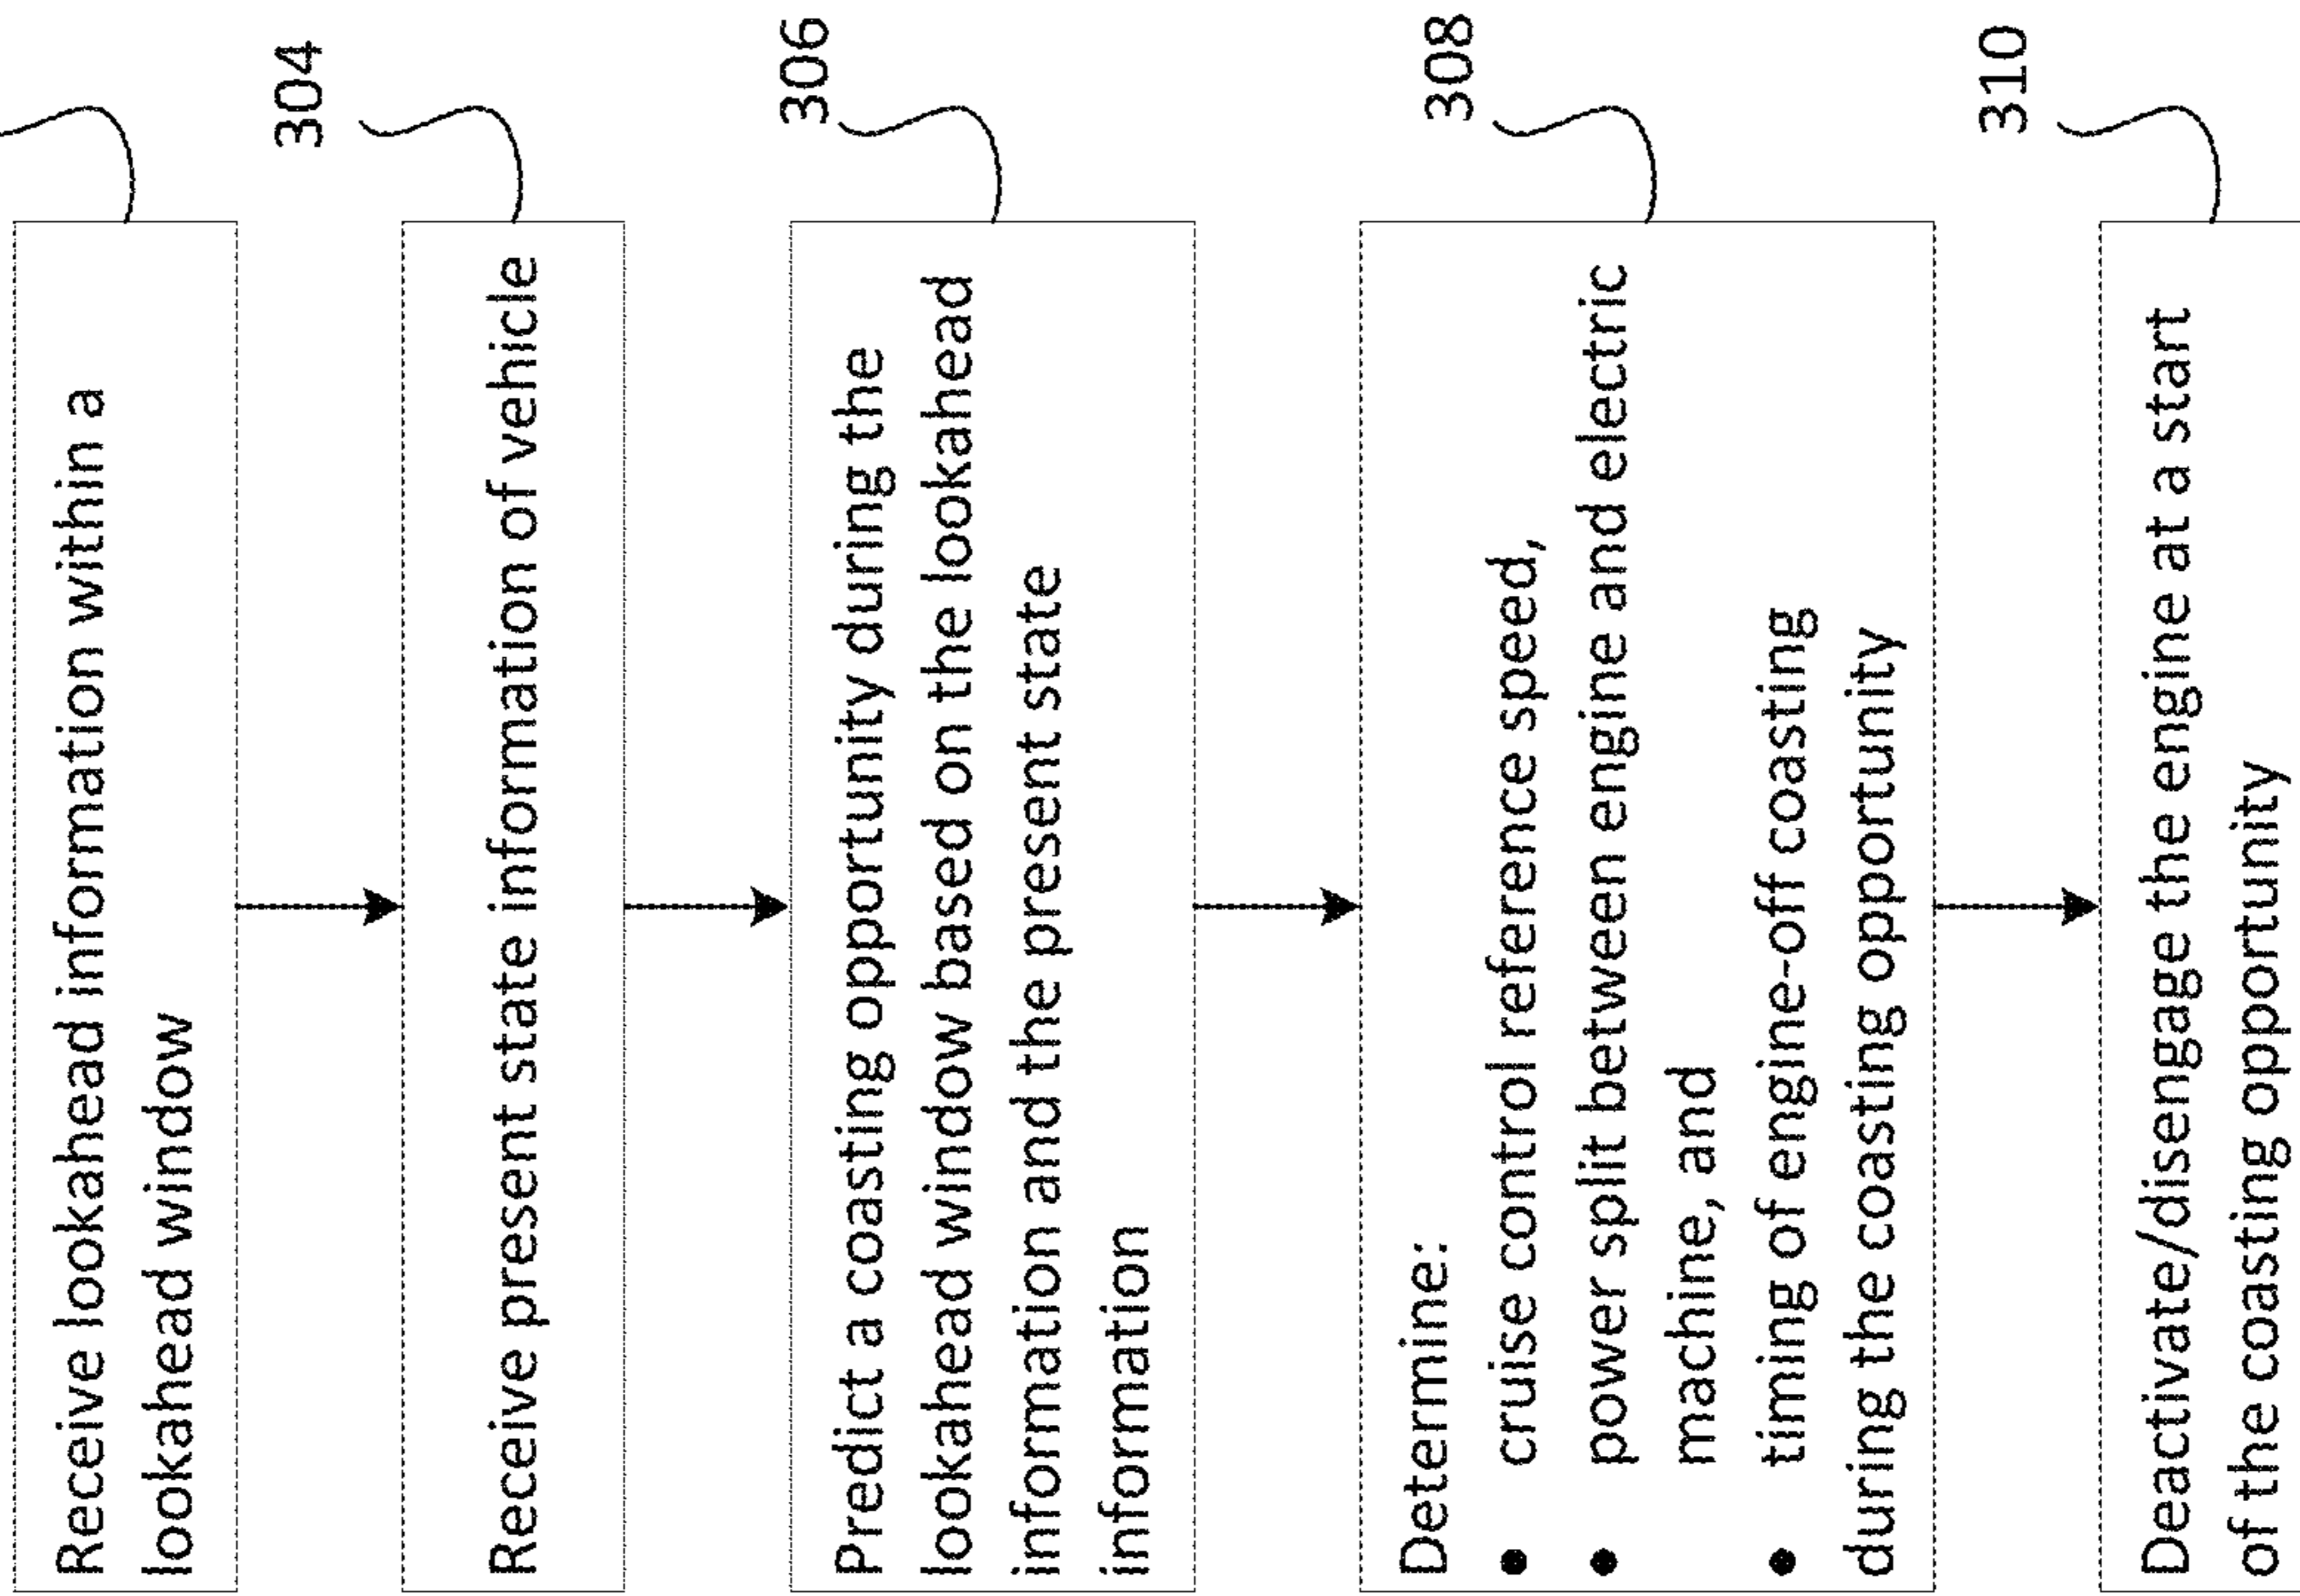 Receive lookahead information within a
lookahead window
304
Receive present state information of vehicle
306
Predict a coasting opportunity during the
lookahead window based on the lookahead
information and the present state
information
308
Determine:
• cruise control reference speed,
• power split between engine and electric
machine, and
• timing of engine-off coasting
during the coasting opportunity
310
Deactivate/disengage the engine at a start
of the coasting opportunity